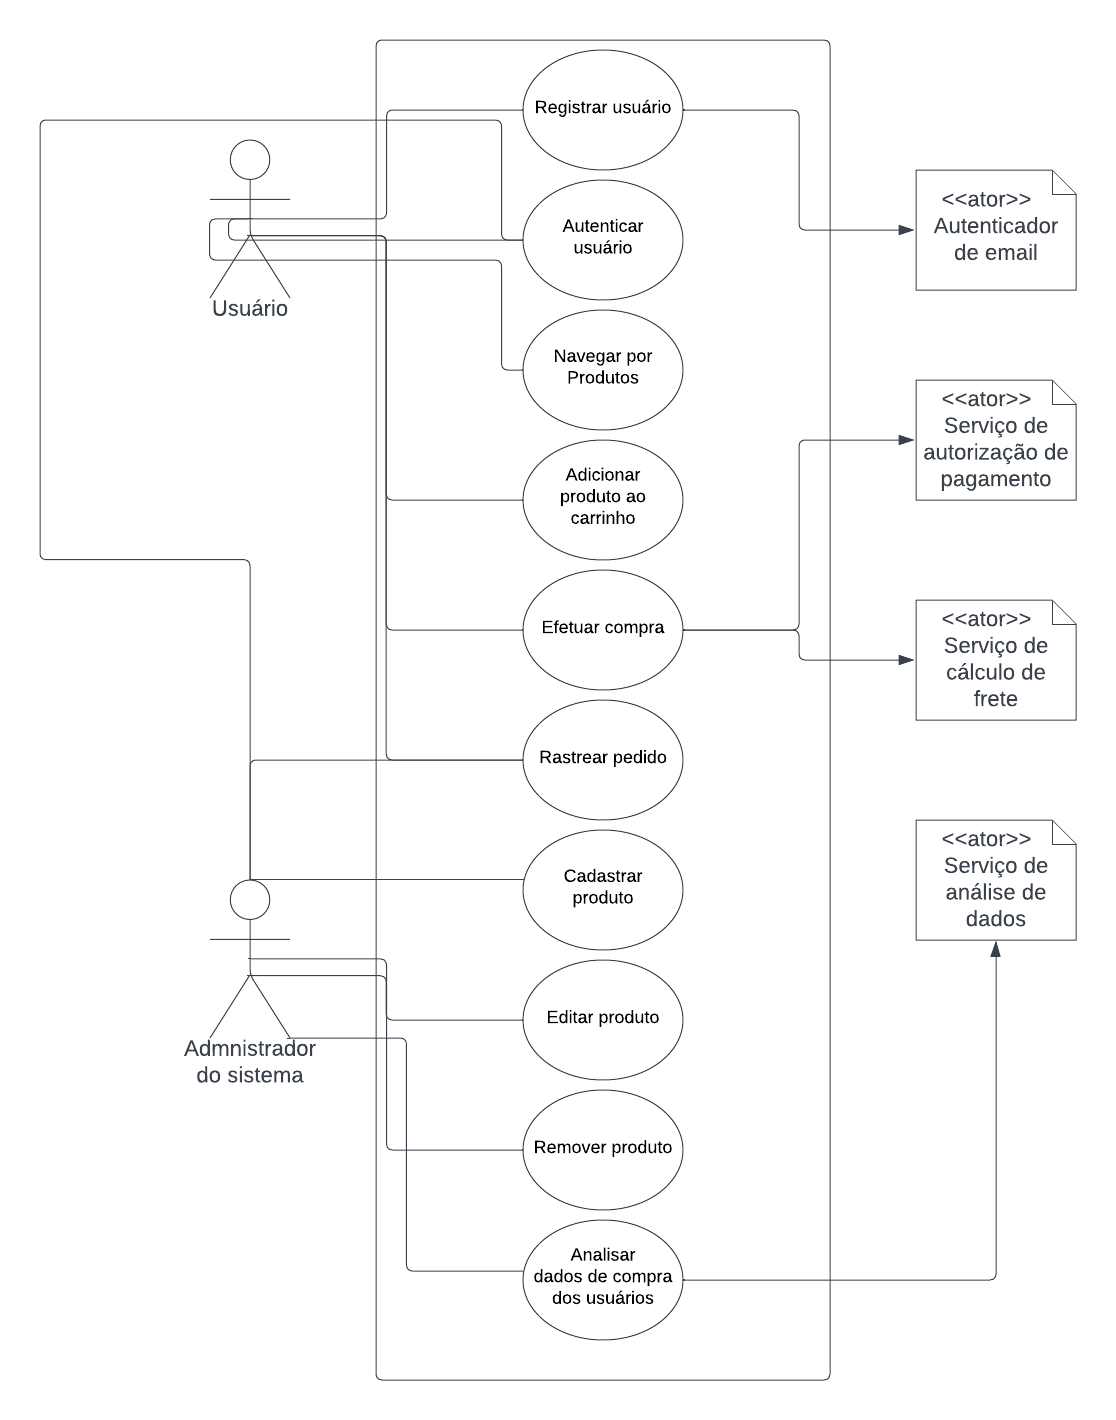 Registrar usuário
Autenticar
usuário
Navegar por
Produtos
Adicionar
produto ao
carrinho
Efetuar compra
Rastrear pedido
Cadastrar
produto
Editar produto
Remover produto
Analisar
dados de compra
dos usuários
Usuário
Admnistrador
do sistema
<<ator>>
Autenticador
de email
<<ator>>
Serviço de
autorização de
pagamento
<<ator>>
Serviço de
cálculo de
frete
<<ator>>
Serviço de
análise de
dados